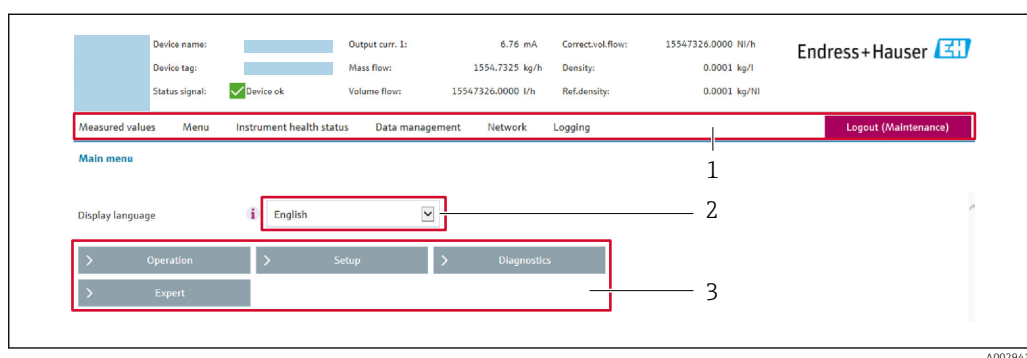 Device name: Output curr. 1: 6.76 mA Correct.vol.flow: 15547326.0000 Nl/h
Endress+Hauser EH
Device tag: Mass flow: 1554.7325 kg/h Density: 0.0001 kg/l
Status signal: Device ok Volume flow: 15547326.0000 l/h Ref.density: 0.0001 kg/Nl
Measured values Menu Instrument health status Data management Network Logging Logout (Maintenance)
1
Main menu
Display language i English 2
> Operation > Setup > Diagnostics
> Expert 3